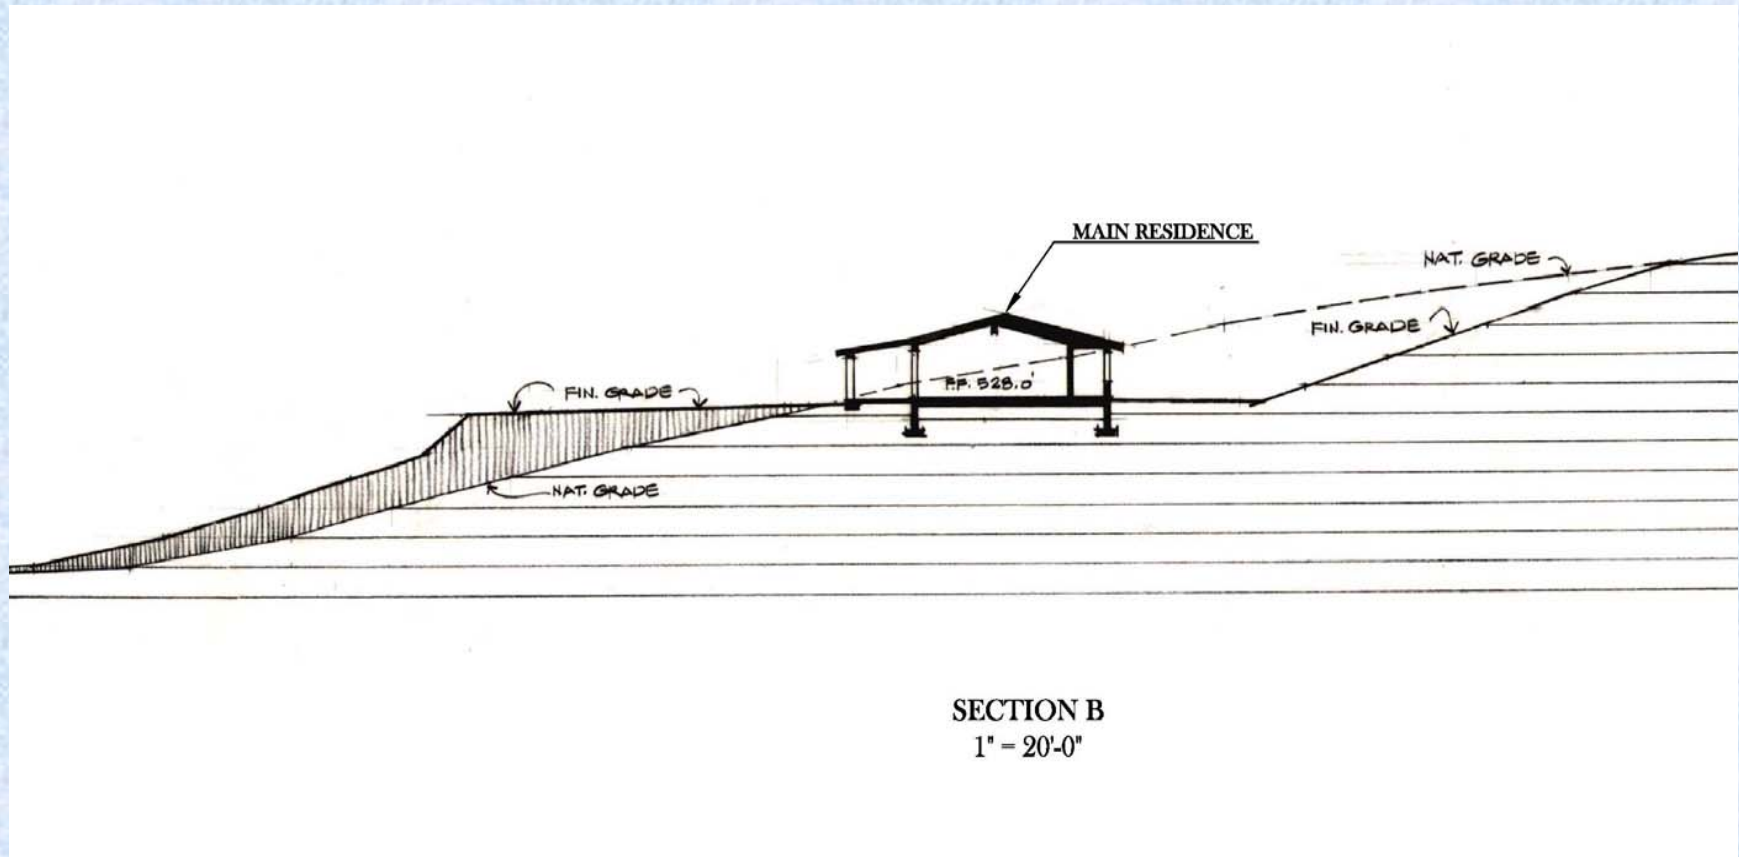 MAIN RESIDENCE
NAT. GRADE
FIN. GRADE
F.F. 528.0'
FIN. GRADE
NAT. GRADE
SECTION B
1" = 20'-0"